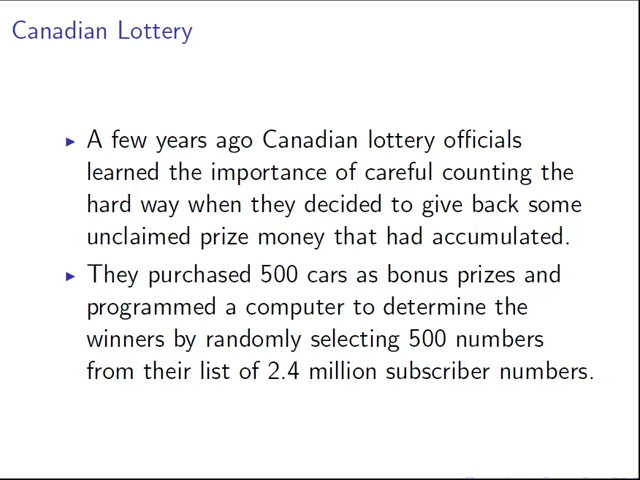 Canadian Lottery
▶ A few years ago Canadian lottery officials
learned the importance of careful counting the
hard way when they decided to give back some
unclaimed prize money that had accumulated.
▶ They purchased 500 cars as bonus prizes and
programmed a computer to determine the
winners by randomly selecting 500 numbers
from their list of 2.4 million subscriber numbers.